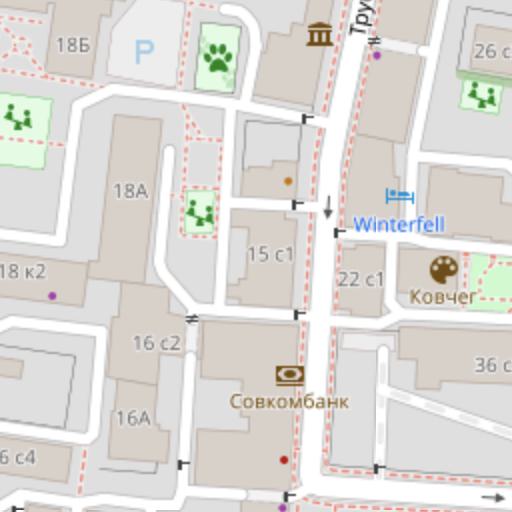 Тру
18Б
P
26 с
18А
Winterfell
15 с1
18 к2
22 с1
Ковчег
16 с2
36 с
Совкомбанк
16А
6 с4